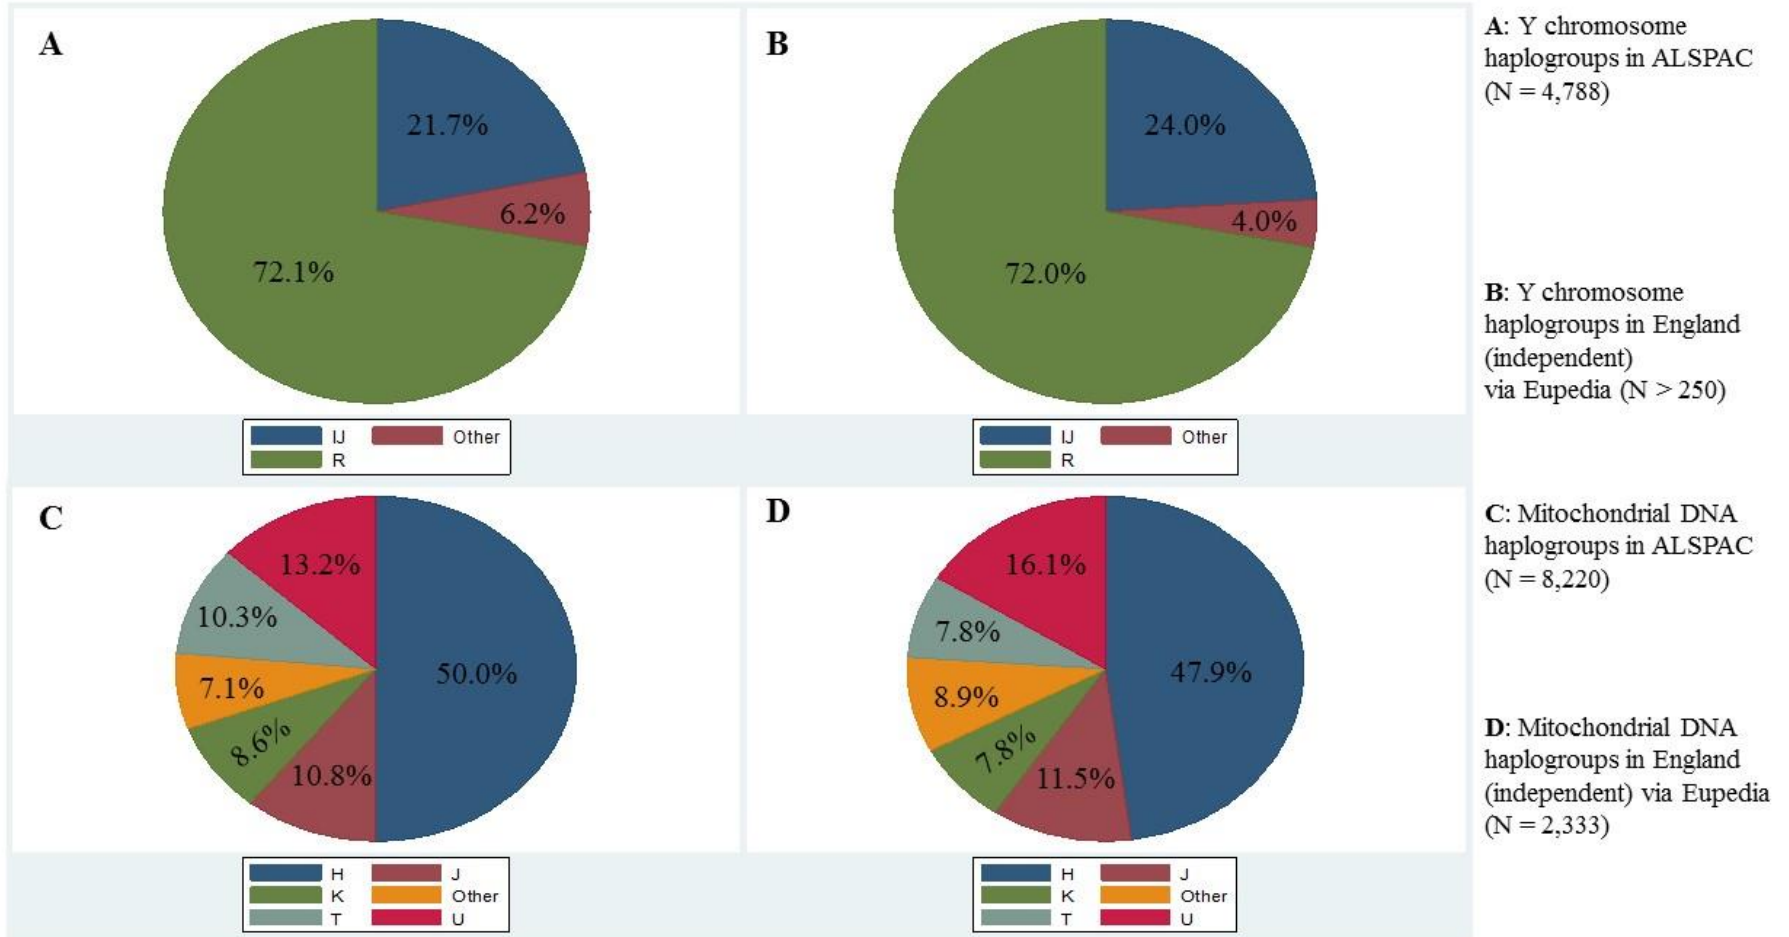 A
21.7%
6.2%
72.1%
IJ Other
R
B
24.0%
4.0%
72.0%
IJ Other
R
A: Y chromosome
haplogroups in ALSPAC
(N = 4,788)
B: Y chromosome
haplogroups in England
(independent)
via Eupedia (N > 250)
C
13.2%
10.3%
50.0%
7.1%
8.6%
10.8%
H J
K Other
T U
D
16.1%
7.8%
47.9%
8.9%
7.8%
11.5%
H J
K Other
T U
C: Mitochondrial DNA
haplogroups in ALSPAC
(N = 8,220)
D: Mitochondrial DNA
haplogroups in England
(independent) via Eupedia
(N = 2,333)